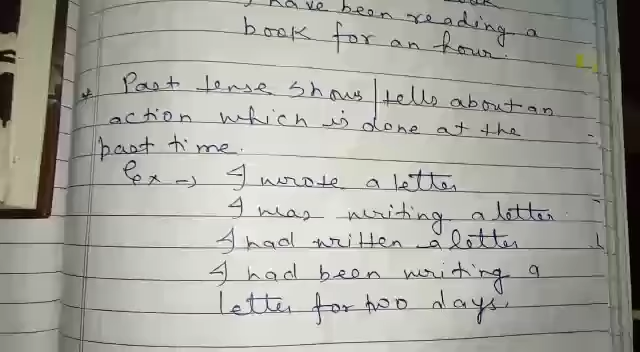 I have been reading a
book for an hour.
* Past tense shows/tells about an
action which is done at the
past time.
Ex → I wrote a letter
I was writing a letter.
I had written a letter
I had been writing a
letter for two days.